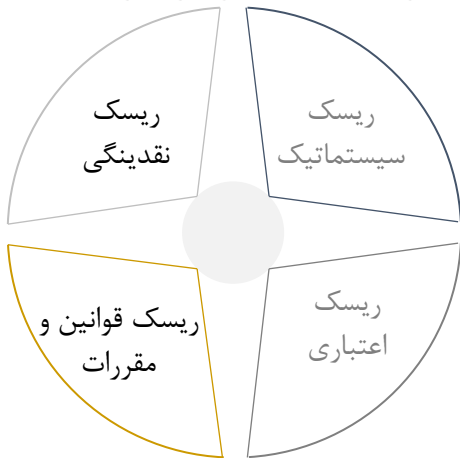 ریسک
سیستماتیک
ریسک
نقدینگی
ریسک
اعتباری
ریسک قوانین و
مقررات